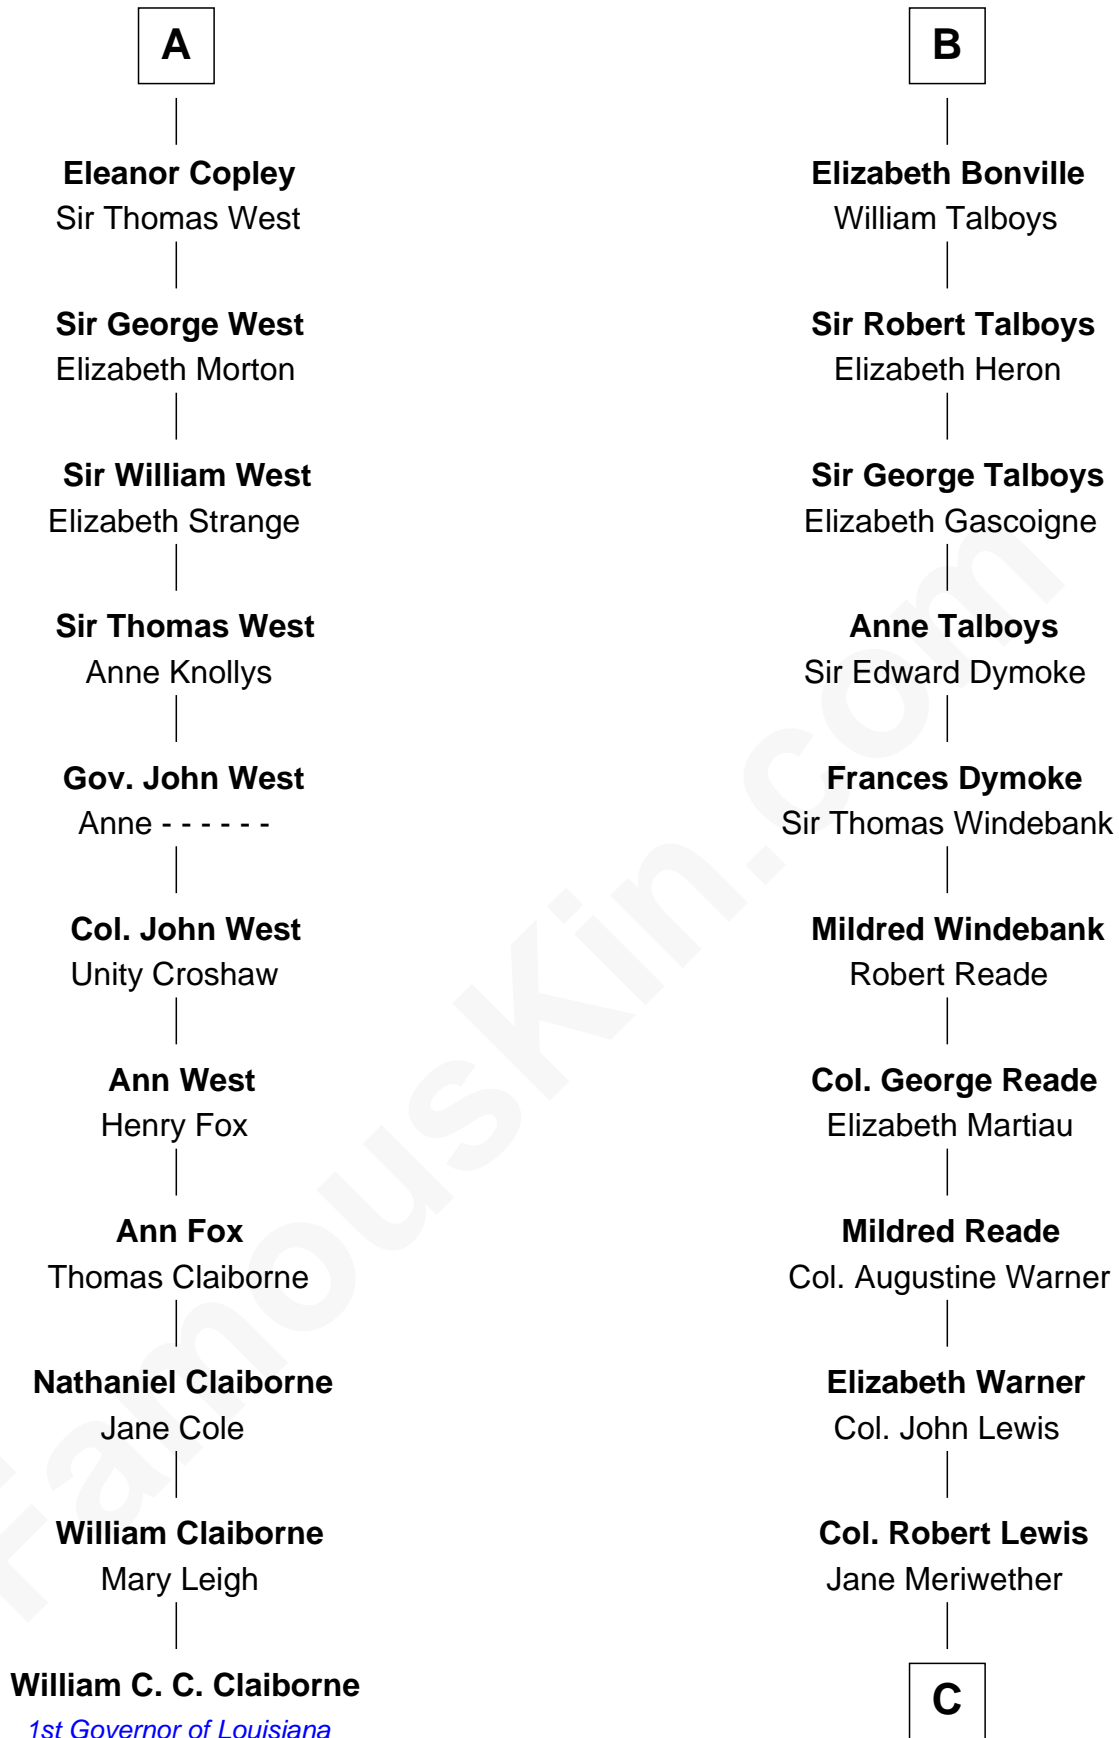 A
Eleanor Copley
Sir Thomas West
Sir George West
Elizabeth Morton
Sir William West
Elizabeth Strange
Sir Thomas West
Anne Knollys
Gov. John West
Anne - - - - - -
Col. John West
Unity Croshaw
Ann West
Henry Fox
Ann Fox
Thomas Claiborne
Nathaniel Claiborne
Jane Cole
William Claiborne
Mary Leigh
William C. C. Claiborne
1st Governor of Louisiana
B
Elizabeth Bonville
William Talboys
Sir Robert Talboys
Elizabeth Heron
Sir George Talboys
Elizabeth Gascoigne
Anne Talboys
Sir Edward Dymoke
Frances Dymoke
Sir Thomas Windebank
Mildred Windebank
Robert Reade
Col. George Reade
Elizabeth Martiau
Mildred Reade
Col. Augustine Warner
Elizabeth Warner
Col. John Lewis
Col. Robert Lewis
Jane Meriwether
C
FamousKin.com